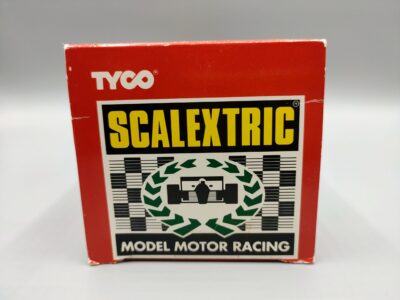 TYCO®
SCALEXTRIC®
MODEL MOTOR RACING